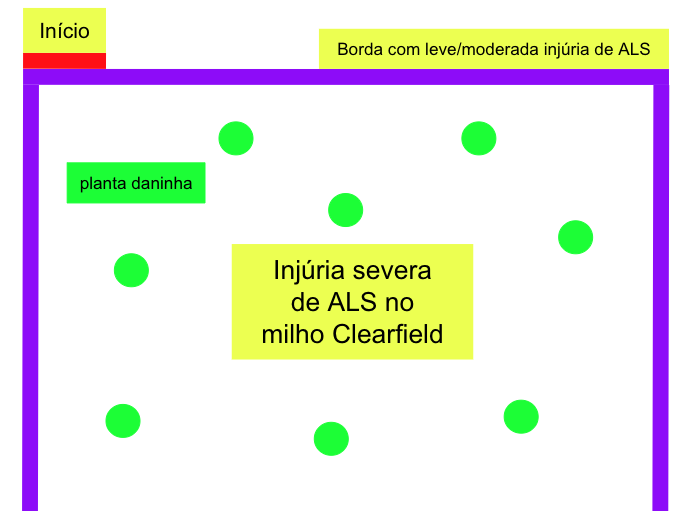 Início
Borda com leve/moderada injúria de ALS
planta daninha
Injúria severa
de ALS no
milho Clearfield